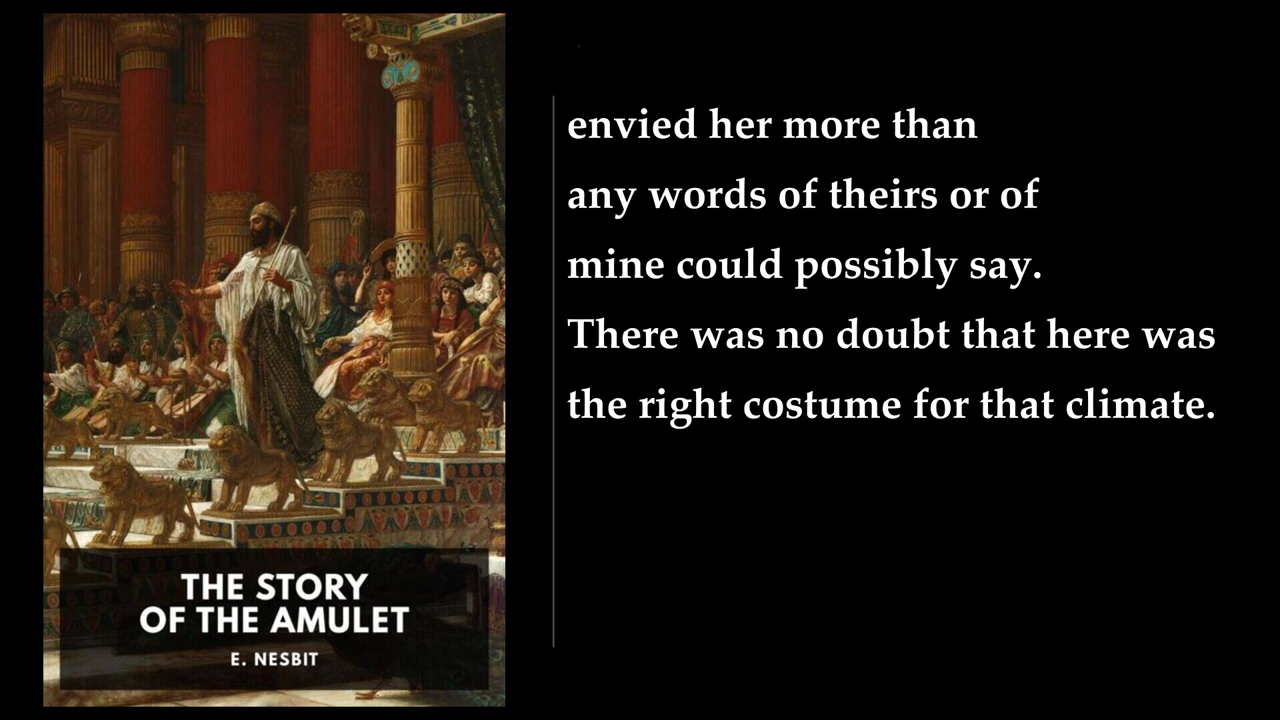 envied her more than
any words of theirs or of
mine could possibly say.
There was no doubt that here was
the right costume for that climate.
THE STORY
OF THE AMULET
E. NESBIT